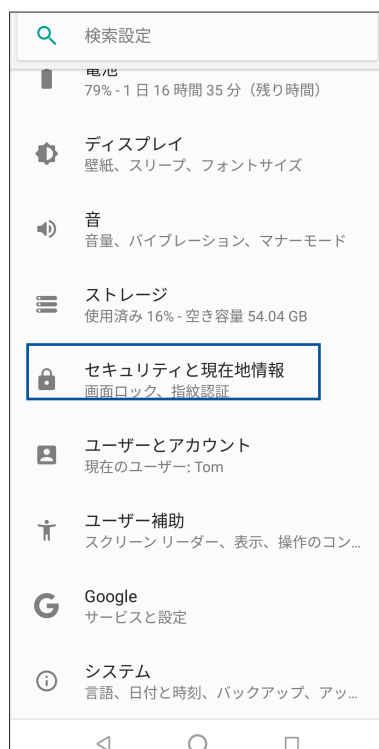 検索設定
電池
79% - 1 日 16 時間 35 分（残り時間）
ディスプレイ
壁紙、スリープ、フォントサイズ
音
音量、バイブレーション、マナーモード
ストレージ
使用済み 16% - 空き容量 54.04 GB
セキュリティと現在地情報
画面ロック、指紋認証
ユーザーとアカウント
現在のユーザー: Tom
ユーザー補助
スクリーン リーダー、表示、操作のコン...
Google
サービスと設定
システム
言語、日付と時刻、バックアップ、アッ...